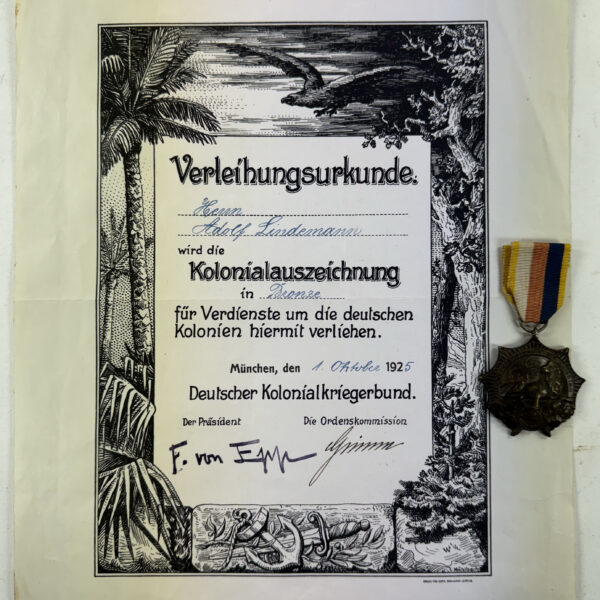 Verleihungsurkunde.
Herrn
Adolf Lindemann
wird die
Kolonialauszeichnung
in Bronze
für Verdienste um die deutschen
Kolonien hiermit verliehen.
München, den 1. Oktober 1925
Deutscher Kolonialkriegerbund.
Der Präsident Die Ordenskommission
F. von Epp Grimm